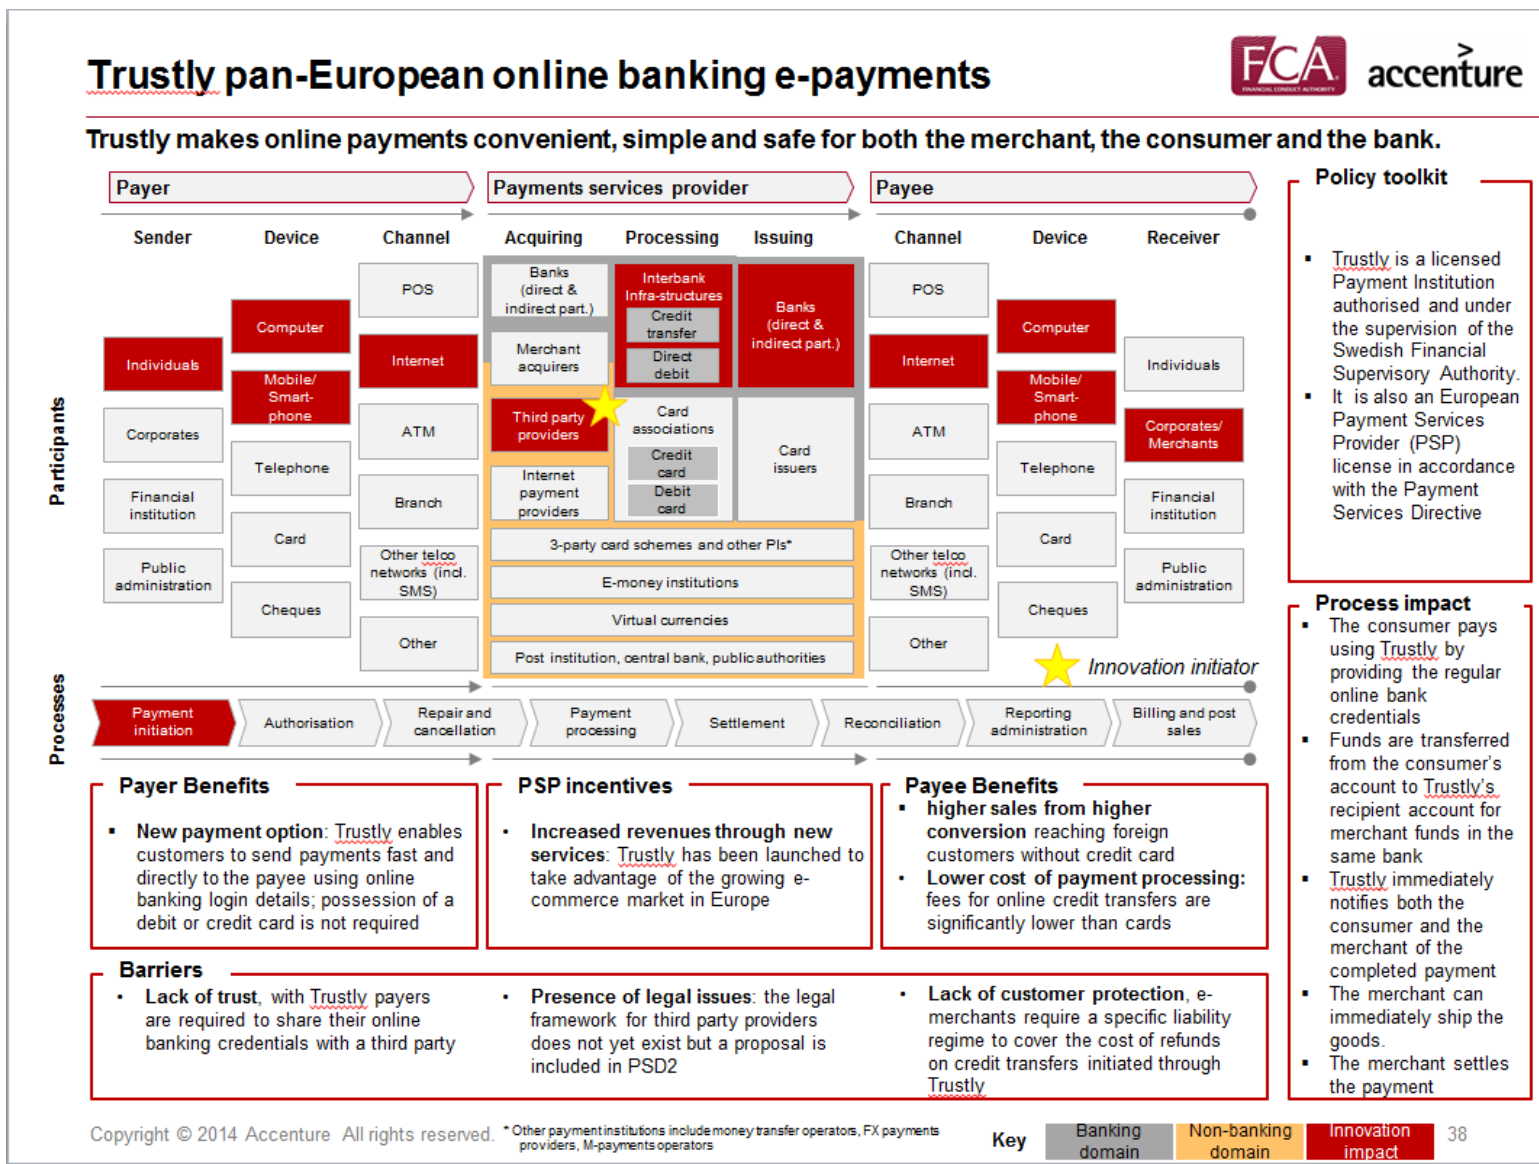 Trustly pan-European online banking e-payments
FCA
FINANCIAL CONDUCT AUTHORITY
accenture
Trustly makes online payments convenient, simple and safe for both the merchant, the consumer and the bank.
Payer
Payments services provider
Payee
Sender
Device
Channel
Acquiring
Processing
Issuing
Channel
Device
Receiver
Participants
Individuals
Corporates
Financial
institution
Public
administration
Computer
Mobile/
Smart-
phone
Telephone
Card
Cheques
POS
Internet
ATM
Branch
Other telco
networks (incl.
SMS)
Other
Banks
(direct &
indirect part.)
Merchant
acquirers
Third party
providers
Internet
payment
providers
Interbank
Infra-structures
Credit
transfer
Direct
debit
Card
associations
Credit
card
Debit
card
Banks
(direct &
indirect part.)
Card
issuers
3-party card schemes and other PIs*
E-money institutions
Virtual currencies
Post institution, central bank, public authorities
POS
Internet
ATM
Branch
Other telco
networks (incl.
SMS)
Other
Computer
Mobile/
Smart-
phone
Telephone
Card
Cheques
Individuals
Corporates/
Merchants
Financial
institution
Public
administration
Innovation initiator
Processes
Payment
initiation
Authorisation
Repair and
cancellation
Payment
processing
Settlement
Reconciliation
Reporting
administration
Billing and post
sales
Payer Benefits
▪ New payment option: Trustly enables
customers to send payments fast and
directly to the payee using online
banking login details; possession of a
debit or credit card is not required
PSP incentives
• Increased revenues through new
services: Trustly has been launched to
take advantage of the growing e-
commerce market in Europe
Payee Benefits
▪ higher sales from higher
conversion reaching foreign
customers without credit card
• Lower cost of payment processing:
fees for online credit transfers are
significantly lower than cards
Barriers
• Lack of trust, with Trustly payers
are required to share their online
banking credentials with a third party
• Presence of legal issues: the legal
framework for third party providers
does not yet exist but a proposal is
included in PSD2
• Lack of customer protection, e-
merchants require a specific liability
regime to cover the cost of refunds
on credit transfers initiated through
Trustly
Policy toolkit
▪ Trustly is a licensed
Payment Institution
authorised and under
the supervision of the
Swedish Financial
Supervisory Authority.
▪ It is also an European
Payment Services
Provider (PSP)
license in accordance
with the Payment
Services Directive
Process impact
▪ The consumer pays
using Trustly by
providing the regular
online bank
credentials
▪ Funds are transferred
from the consumer's
account to Trustly's
recipient account for
merchant funds in the
same bank
▪ Trustly immediately
notifies both the
consumer and the
merchant of the
completed payment
▪ The merchant can
immediately ship the
goods.
▪ The merchant settles
the payment
Copyright © 2014 Accenture All rights reserved.
* Other payment institutions include money transfer operators, FX payments
providers, M-payments operators
Key
Banking
domain
Non-banking
domain
Innovation
impact
38